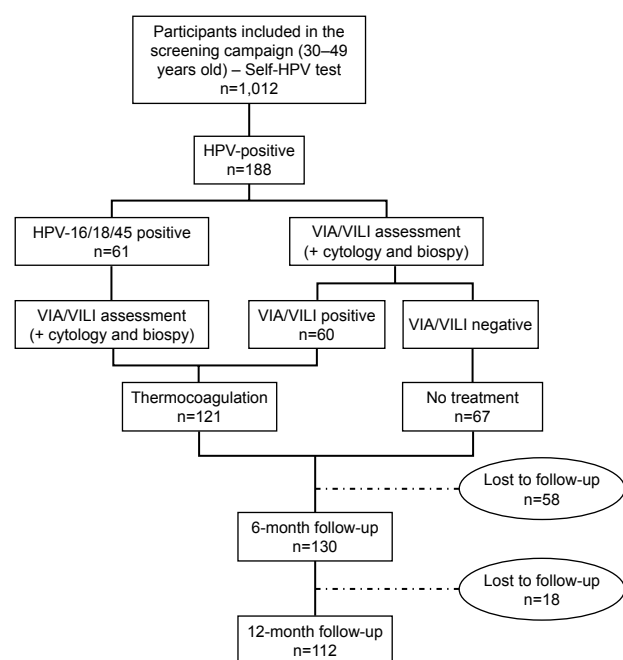 Participants included in the
screening campaign (30–49
years old) – Self-HPV test
n=1,012
HPV-positive
n=188
HPV-16/18/45 positive
n=61
VIA/VILI assessment
(+ cytology and biospy)
VIA/VILI assessment
(+ cytology and biospy)
VIA/VILI positive
n=60
VIA/VILI negative
Thermocoagulation
n=121
No treatment
n=67
Lost to follow-up
n=58
6-month follow-up
n=130
Lost to follow-up
n=18
12-month follow-up
n=112